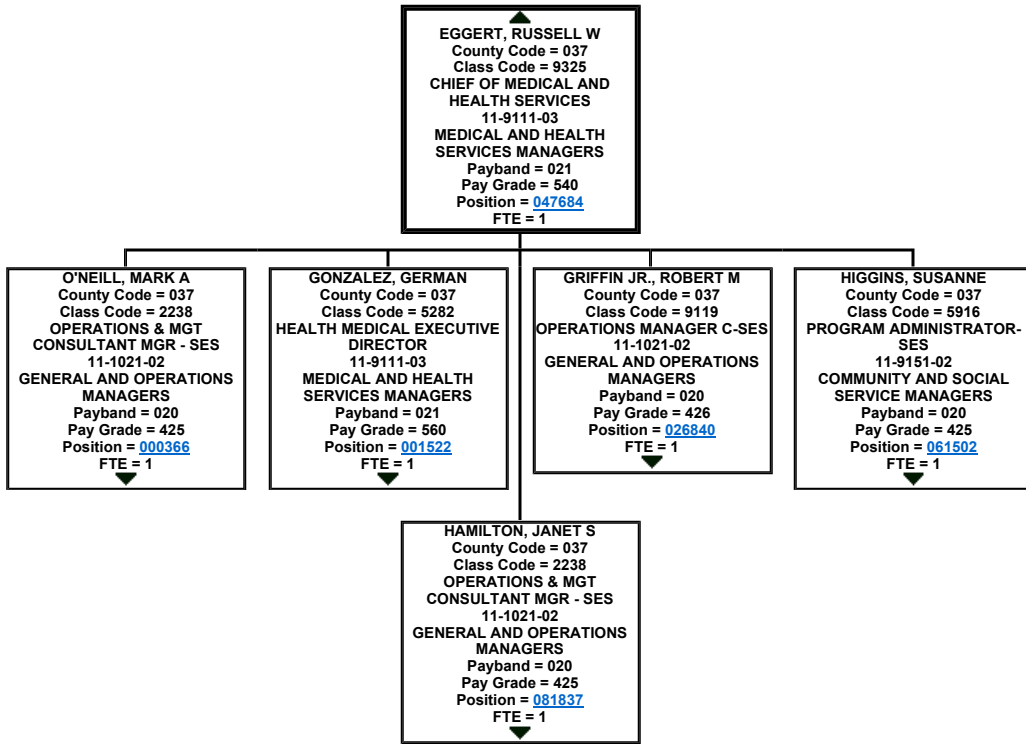 EGGERT, RUSSELL W
County Code = 037
Class Code = 9325
CHIEF OF MEDICAL AND
HEALTH SERVICES
11-9111-03
MEDICAL AND HEALTH
SERVICES MANAGERS
Payband = 021
Pay Grade = 540
Position = 047684
FTE = 1
O'NEILL, MARK A
County Code = 037
Class Code = 2238
OPERATIONS & MGT
CONSULTANT MGR - SES
11-1021-02
GENERAL AND OPERATIONS
MANAGERS
Payband = 020
Pay Grade = 425
Position = 000366
FTE = 1
GONZALEZ, GERMAN
County Code = 037
Class Code = 5282
HEALTH MEDICAL EXECUTIVE
DIRECTOR
11-9111-03
MEDICAL AND HEALTH
SERVICES MANAGERS
Payband = 021
Pay Grade = 560
Position = 001522
FTE = 1
GRIFFIN JR., ROBERT M
County Code = 037
Class Code = 9119
OPERATIONS MANAGER C-SES
11-1021-02
GENERAL AND OPERATIONS
MANAGERS
Payband = 020
Pay Grade = 426
Position = 026840
FTE = 1
HIGGINS, SUSANNE
County Code = 037
Class Code = 5916
PROGRAM ADMINISTRATOR-
SES
11-9151-02
COMMUNITY AND SOCIAL
SERVICE MANAGERS
Payband = 020
Pay Grade = 425
Position = 061502
FTE = 1
HAMILTON, JANET S
County Code = 037
Class Code = 2238
OPERATIONS & MGT
CONSULTANT MGR - SES
11-1021-02
GENERAL AND OPERATIONS
MANAGERS
Payband = 020
Pay Grade = 425
Position = 081837
FTE = 1